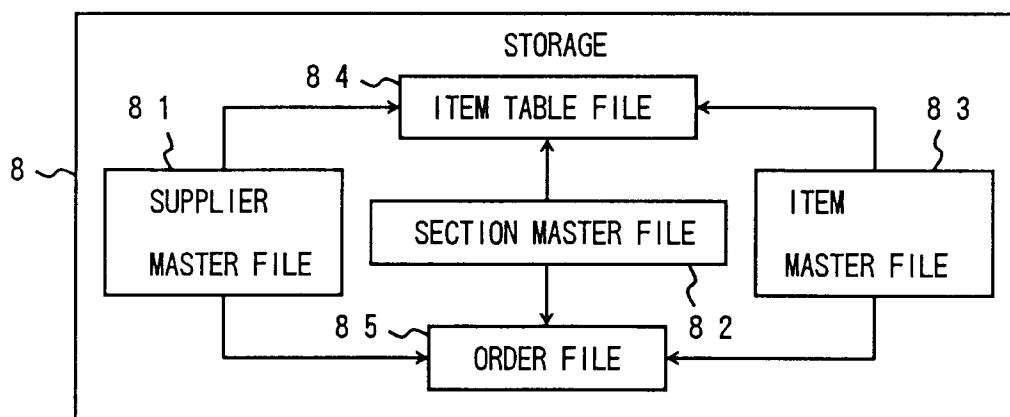 STORAGE
8 4
ITEM TABLE FILE
8 1
8 3
8
SUPPLIER
MASTER FILE
SECTION MASTER FILE
ITEM
MASTER FILE
8 5
8 2
ORDER FILE